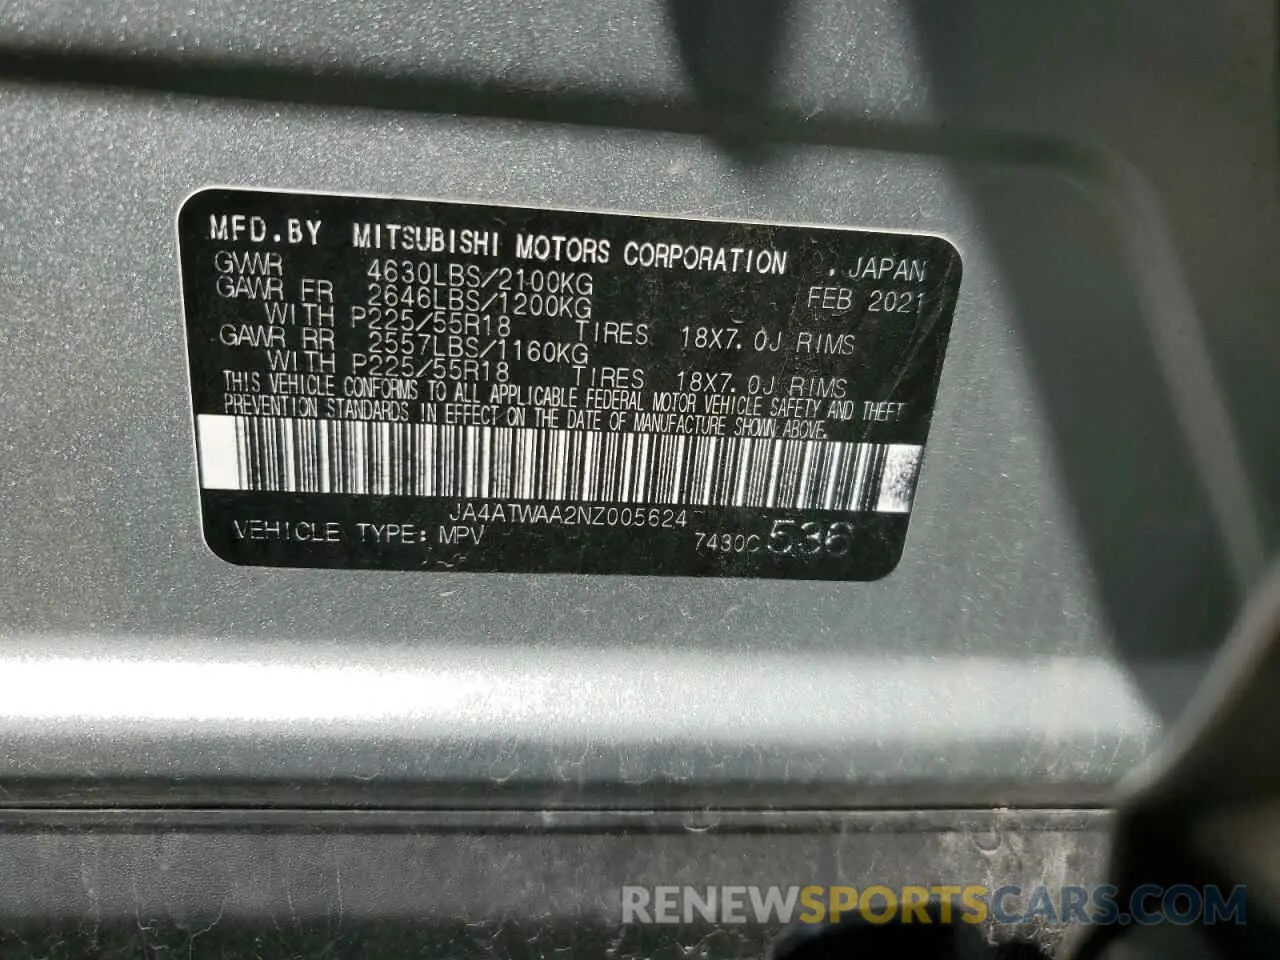 MFD.BY MITSUBISHI MOTORS CORPORATION . JAPAN
GVWR 4630LBS/2100KG FEB 2021
GAWR FR 2646LBS/1200KG
WITH P225/55R18 TIRES 18X7.0J RIMS
GAWR RR 2557LBS/1160KG
WITH P225/55R18 TIRES 18X7.0J RIMS
THIS VEHICLE CONFORMS TO ALL APPLICABLE FEDERAL MOTOR VEHICLE SAFETY AND THEFT
PREVENTION STANDARDS IN EFFECT ON THE DATE OF MANUFACTURE SHOWN ABOVE.
JA4ATWAA2NZ005624
VEHICLE TYPE: MPV 7430C 536
RENEWSPORTSCARS.COM